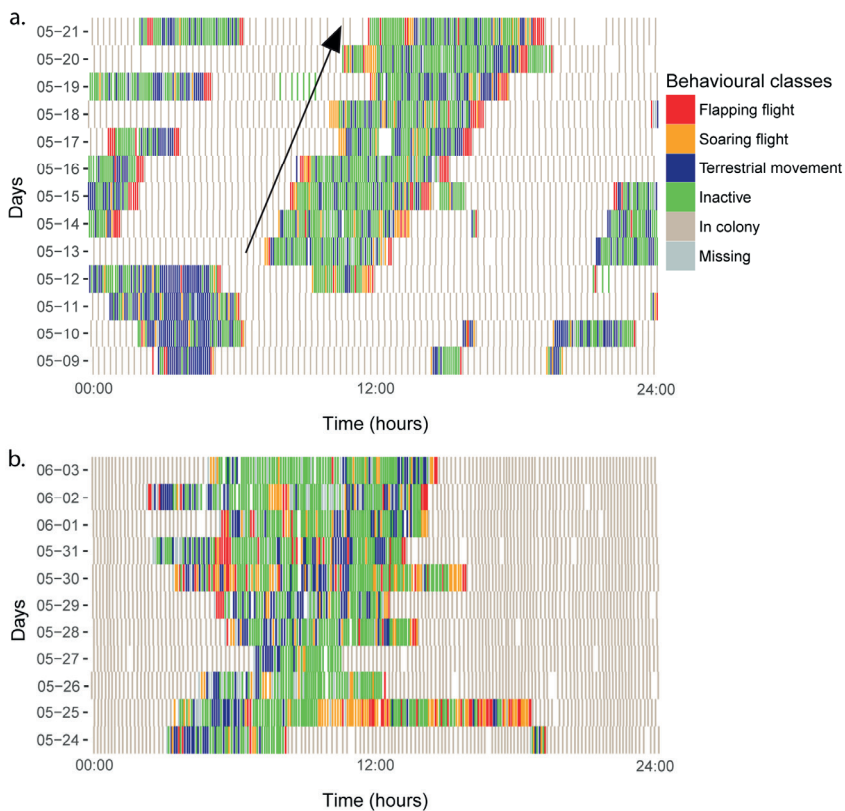 a.
05-21
05-20
05-19
05-18
05-17
05-16
05-15
05-14
05-13
05-12
05-11
05-10
05-09
Days
00:00
12:00
24:00
Time (hours)
Behavioural classes
Flapping flight
Soaring flight
Terrestrial movement
Inactive
In colony
Missing
b.
06-03
06-02
06-01
05-31
05-30
05-29
05-28
05-27
05-26
05-25
05-24
Days
00:00
12:00
24:00
Time (hours)